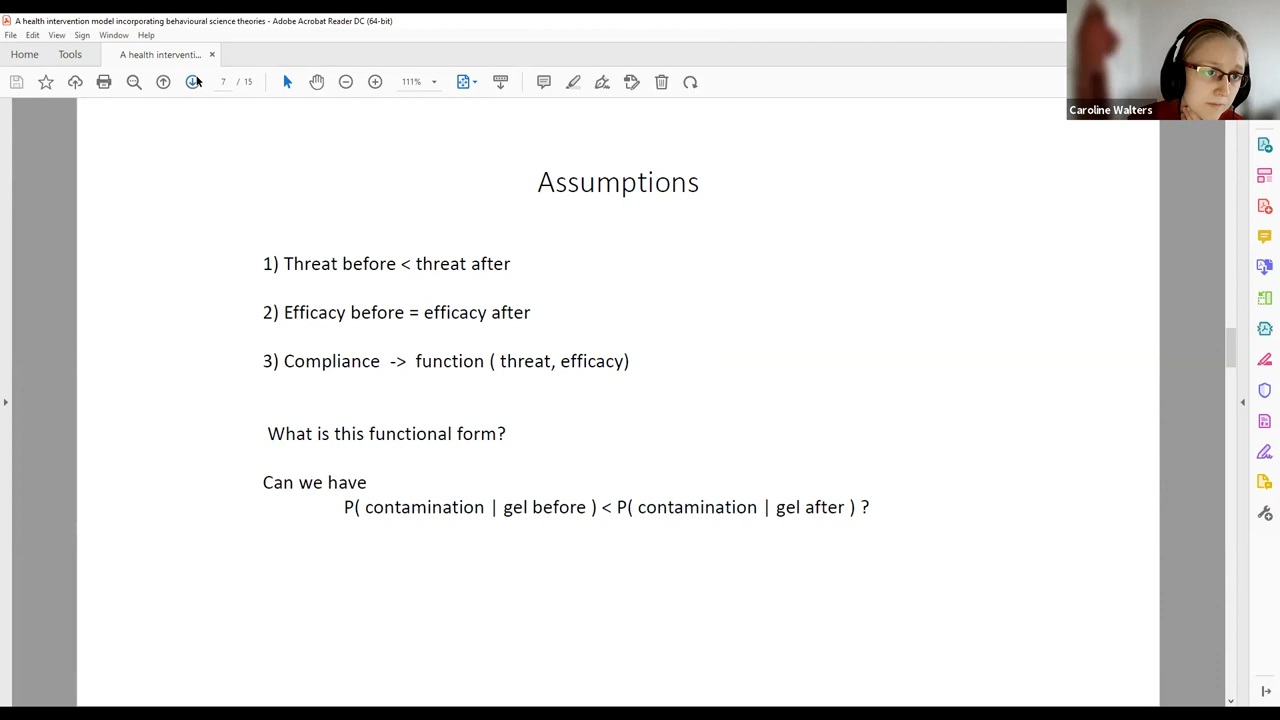 A health intervention model incorporating behavioural science theories - Adobe Acrobat Reader DC (64-bit)
File Edit View Sign Window Help
Home Tools A health interventi... ×
7 / 15 111%
Caroline Walters
Assumptions
1) Threat before < threat after
2) Efficacy before = efficacy after
3) Compliance -> function ( threat, efficacy)
What is this functional form?
Can we have
P( contamination | gel before ) < P( contamination | gel after ) ?